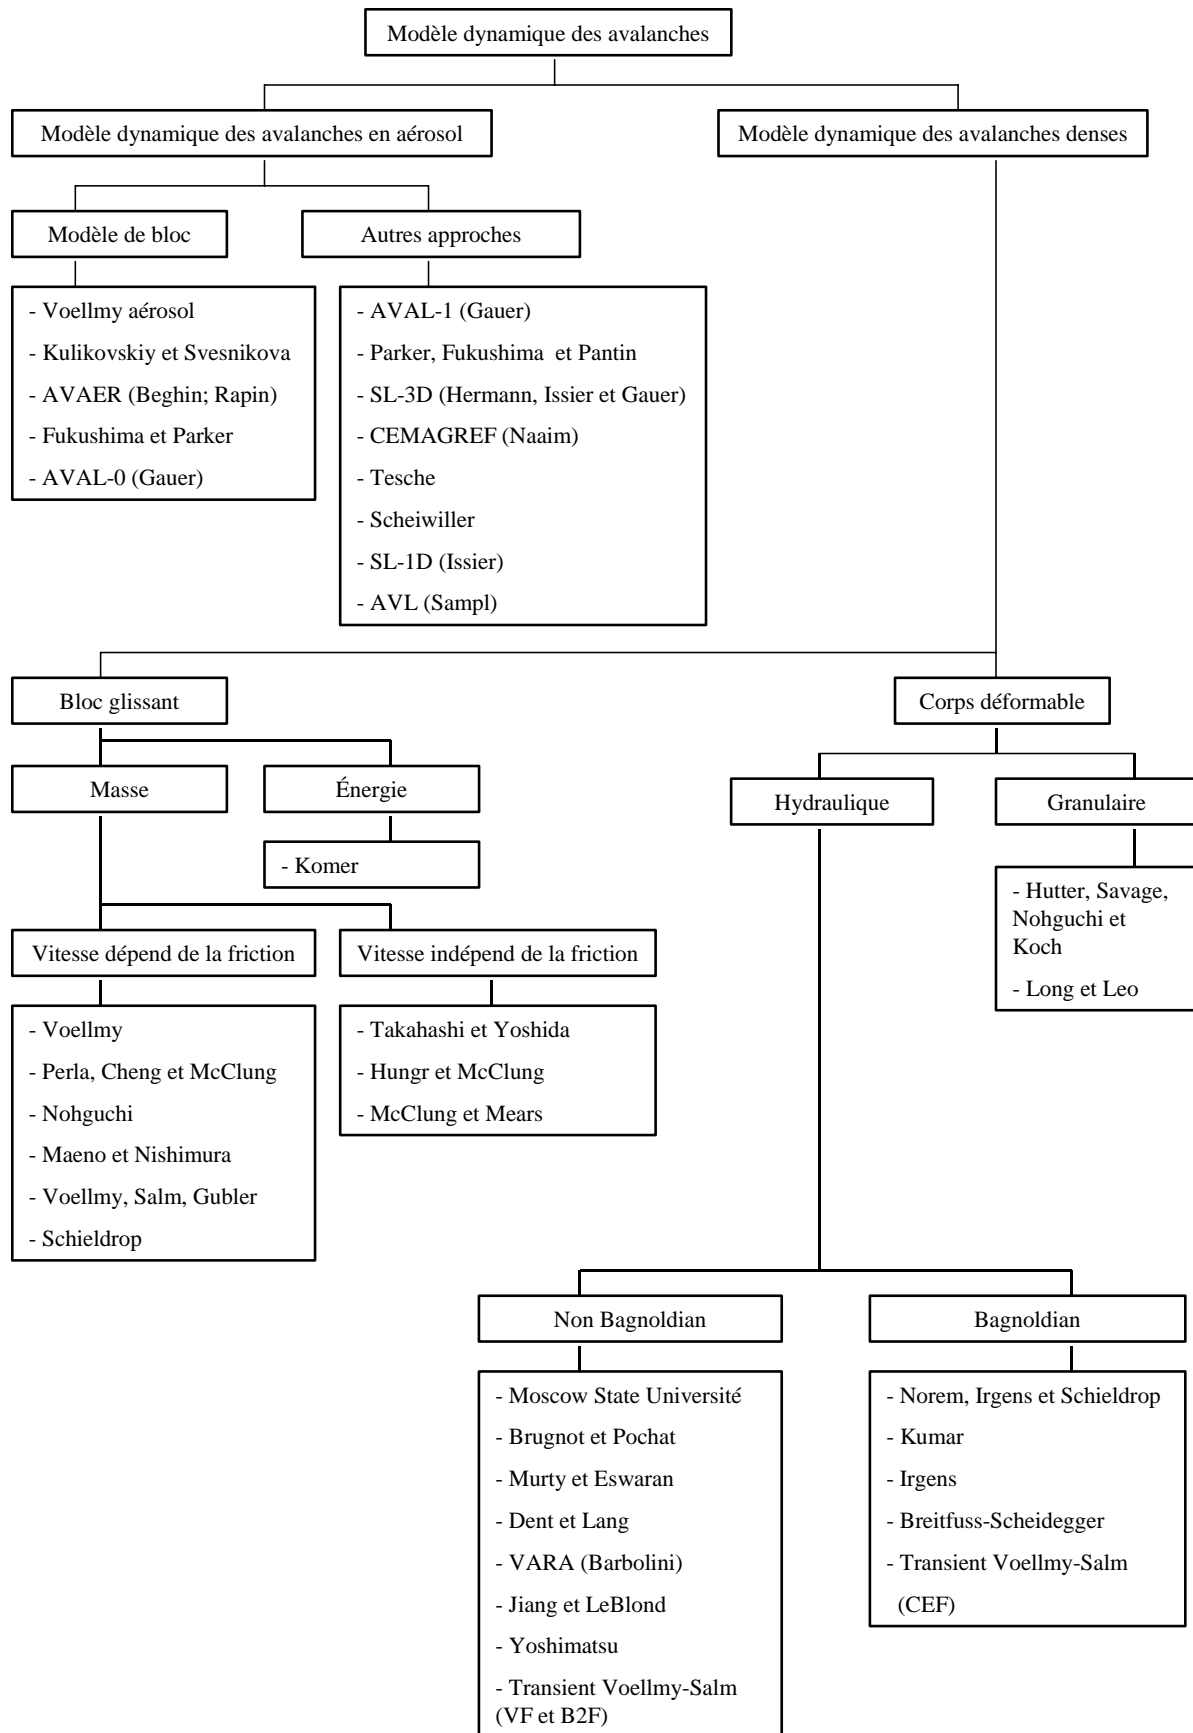 Modèle dynamique des avalanches
Modèle dynamique des avalanches en aérosol
Modèle dynamique des avalanches denses
Modèle de bloc
Autres approches
- Voellmy aérosol
- Kulikovskiy et Svesnikova
- AVAER (Beghin; Rapin)
- Fukushima et Parker
- AVAL-0 (Gauer)
- AVAL-1 (Gauer)
- Parker, Fukushima et Pantin
- SL-3D (Hermann, Issier et Gauer)
- CEMAGREF (Naaim)
- Tesche
- Scheiwiller
- SL-1D (Issier)
- AVL (Sampl)
Bloc glissant
Corps déformable
Masse
Énergie
Hydraulique
Granulaire
- Komer
- Hutter, Savage,
Nohguchi et
Koch
- Long et Leo
Vitesse dépend de la friction
Vitesse indépend de la friction
- Voellmy
- Perla, Cheng et McClung
- Nohguchi
- Maeno et Nishimura
- Voellmy, Salm, Gubler
- Schieldrop
- Takahashi et Yoshida
- Hungr et McClung
- McClung et Mears
Non Bagnoldian
Bagnoldian
- Moscow State Université
- Brugnot et Pochat
- Murty et Eswaran
- Dent et Lang
- VARA (Barbolini)
- Jiang et LeBlond
- Yoshimatsu
- Transient Voellmy-Salm
(VF et B2F)
- Norem, Irgens et Schieldrop
- Kumar
- Irgens
- Breitfuss-Scheidegger
- Transient Voellmy-Salm
(CEF)